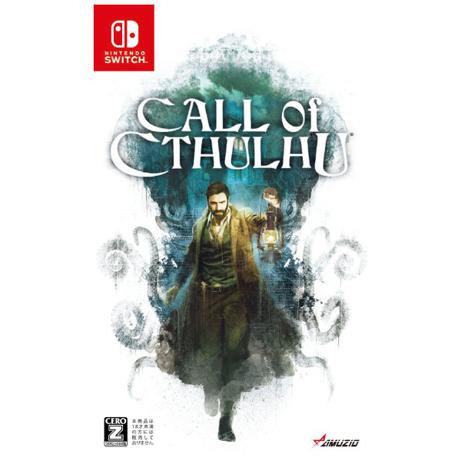 NINTENDO
SWITCH™
CALL OF
CTHULHU
CERO
Z
本商品は
18才未満
の方には
販売して
おりません
AMUZIO